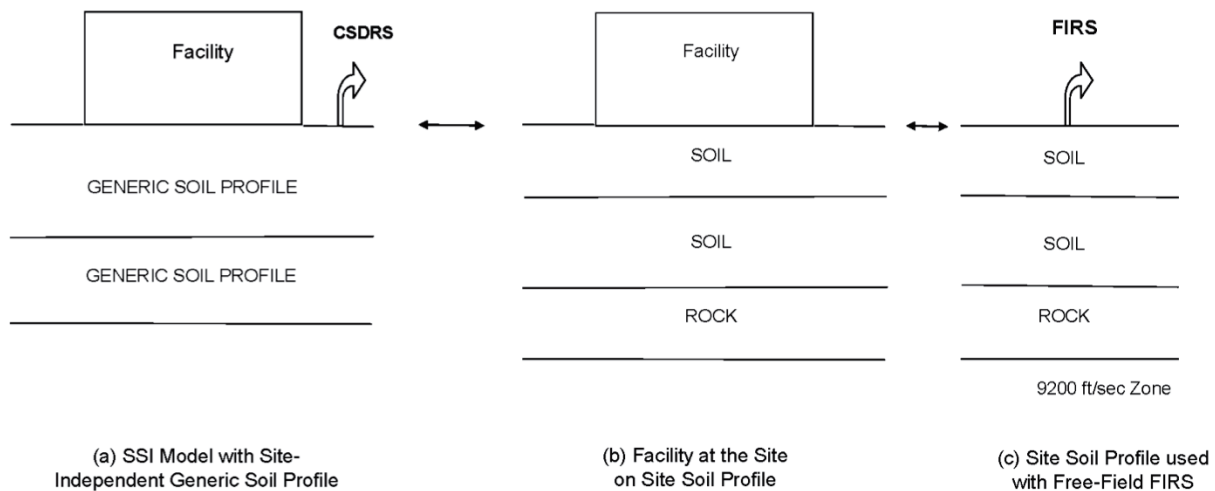 Facility
CSDRS
GENERIC SOIL PROFILE
GENERIC SOIL PROFILE
(a) SSI Model with Site-
Independent Generic Soil Profile
Facility
SOIL
SOIL
ROCK
(b) Facility at the Site
on Site Soil Profile
FIRS
SOIL
SOIL
ROCK
9200 ft/sec Zone
(c) Site Soil Profile used
with Free-Field FIRS